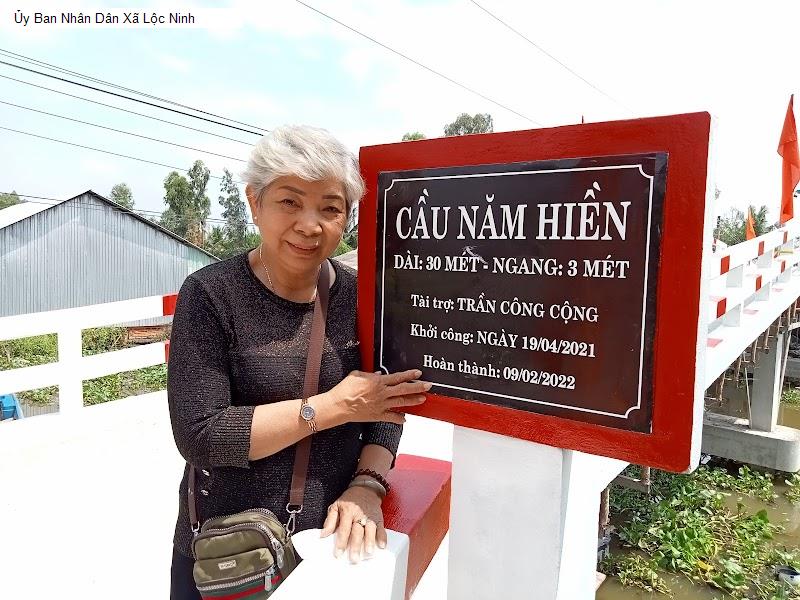 Ủy Ban Nhân Dân Xã Lộc Ninh
CẦU NĂM HIỀN
DÀI: 30 MÉT - NGANG: 3 MÉT
Tài trợ: TRẦN CÔNG CỘNG
Khởi công: NGÀY 19/04/2021
Hoàn thành: 09/02/2022